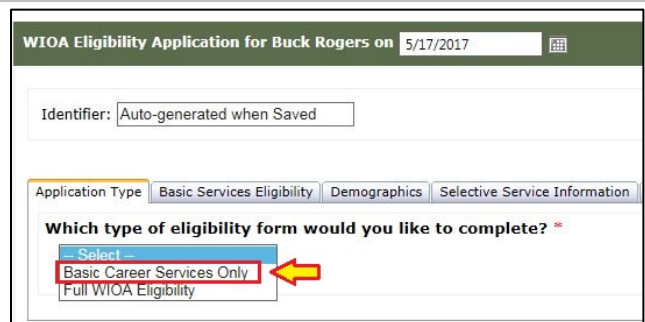 WIOA Eligibility Application for Buck Rogers on 5/17/2017
Identifier: Auto-generated when Saved
Application Type Basic Services Eligibility Demographics Selective Service Information
Which type of eligibility form would you like to complete? *
-- Select --
Basic Career Services Only
Full WIOA Eligibility